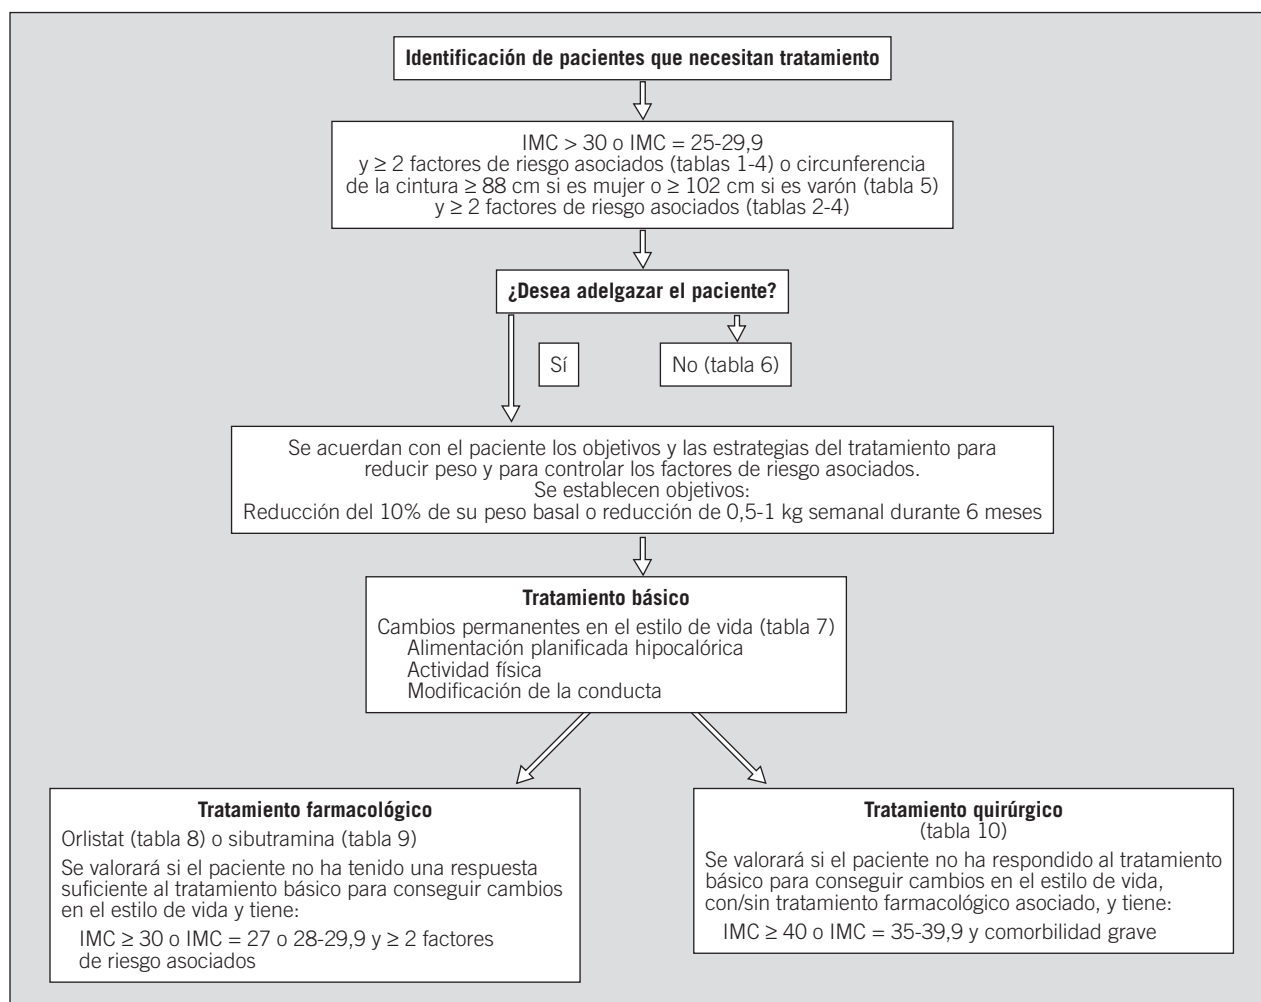 Identificación de pacientes que necesitan tratamiento
IMC > 30 o IMC = 25-29,9
y ≥ 2 factores de riesgo asociados (tablas 1-4) o circunferencia
de la cintura ≥ 88 cm si es mujer o ≥ 102 cm si es varón (tabla 5)
y ≥ 2 factores de riesgo asociados (tablas 2-4)
¿Desea adelgazar el paciente?
Sí
No (tabla 6)
Se acuerdan con el paciente los objetivos y las estrategias del tratamiento para
reducir peso y para controlar los factores de riesgo asociados.
Se establecen objetivos:
Reducción del 10% de su peso basal o reducción de 0,5-1 kg semanal durante 6 meses
Tratamiento básico
Cambios permanentes en el estilo de vida (tabla 7)
Alimentación planificada hipocalórica
Actividad física
Modificación de la conducta
Tratamiento farmacológico
Orlistat (tabla 8) o sibutramina (tabla 9)
Se valorará si el paciente no ha tenido una respuesta
suficiente al tratamiento básico para conseguir cambios
en el estilo de vida y tiene:
IMC ≥ 30 o IMC = 27 o 28-29,9 y ≥ 2 factores
de riesgo asociados
Tratamiento quirúrgico
(tabla 10)
Se valorará si el paciente no ha respondido al tratamiento
básico para conseguir cambios en el estilo de vida,
con/sin tratamiento farmacológico asociado, y tiene:
IMC ≥ 40 o IMC = 35-39,9 y comorbilidad grave